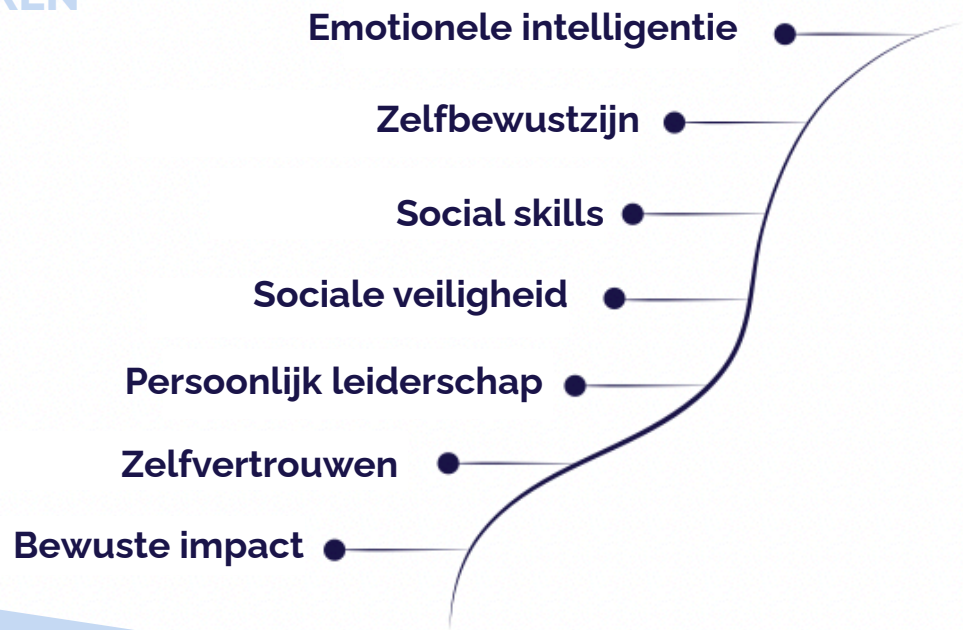 Emotionele intelligentie
Zelfbewustzijn
Social skills
Sociale veiligheid
Persoonlijk leiderschap
Zelfvertrouwen
Bewuste impact